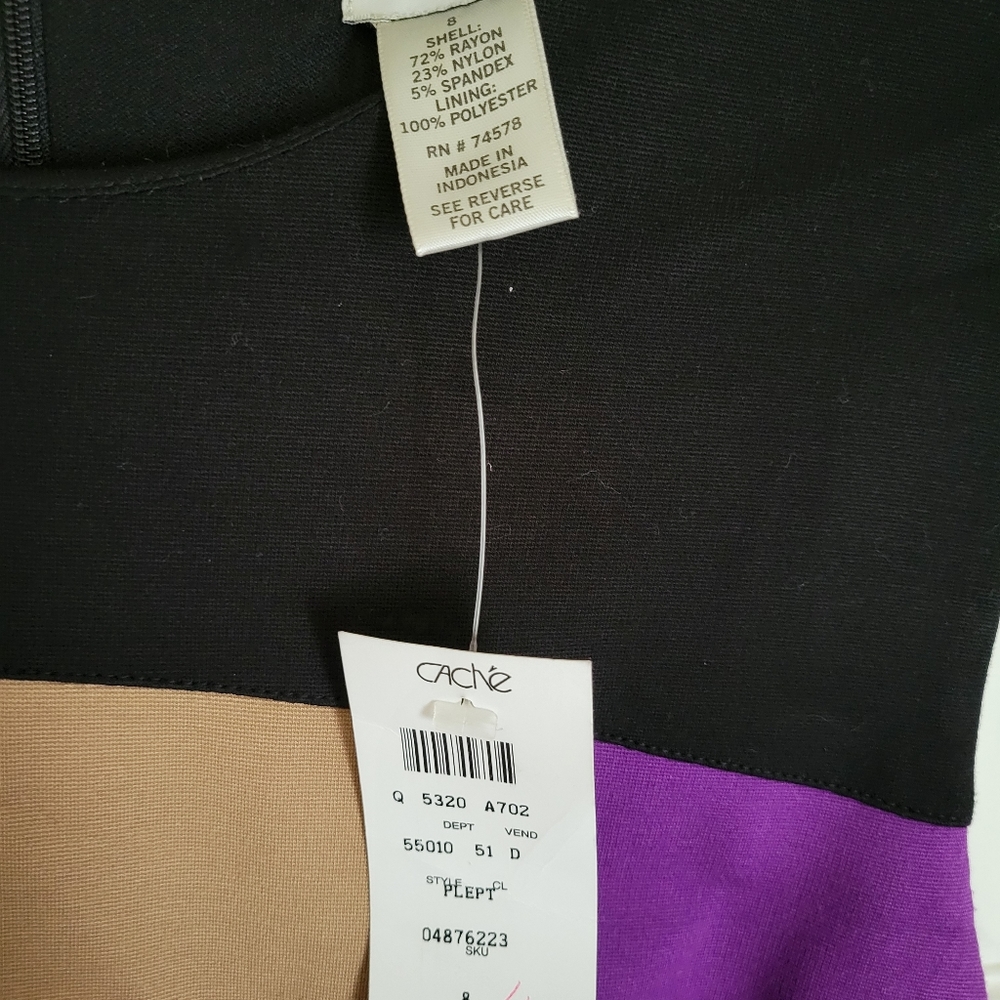 8
SHELL:
72% RAYON
23% NYLON
5% SPANDEX
LINING:
100% POLYESTER
RN # 74578
MADE IN
INDONESIA
SEE REVERSE
FOR CARE
CAChé
Q 5320 A702
DEPT VEND
55010 51 D
STYLE CL
PLEPT
04876223
SKU
8